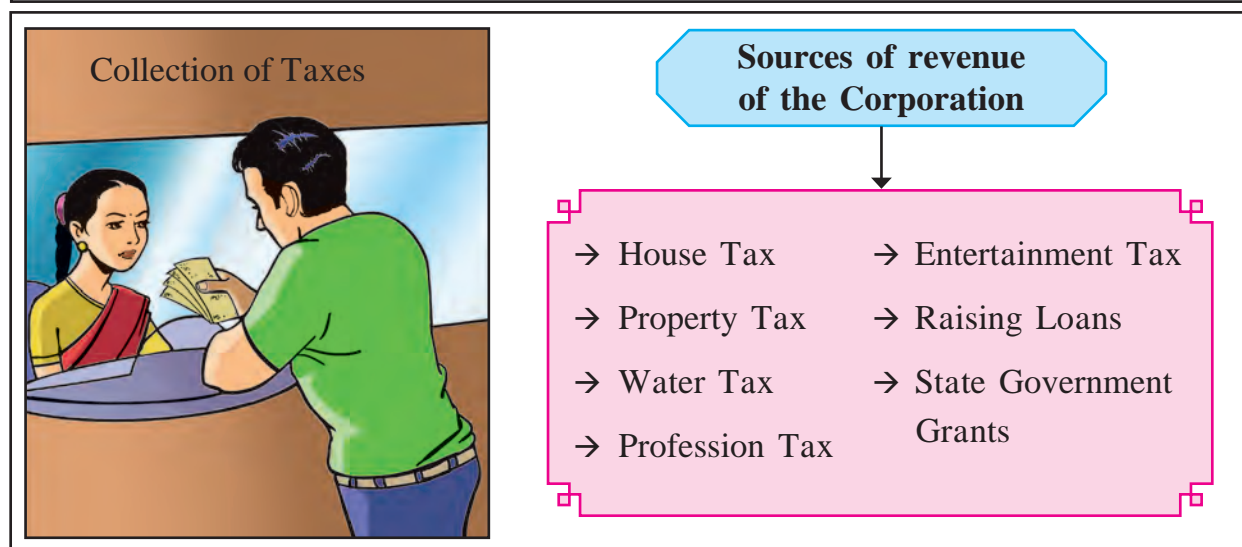 Collection of Taxes
Sources of revenue
of the Corporation
→ House Tax
→ Property Tax
→ Water Tax
→ Profession Tax
→ Entertainment Tax
→ Raising Loans
→ State Government
Grants